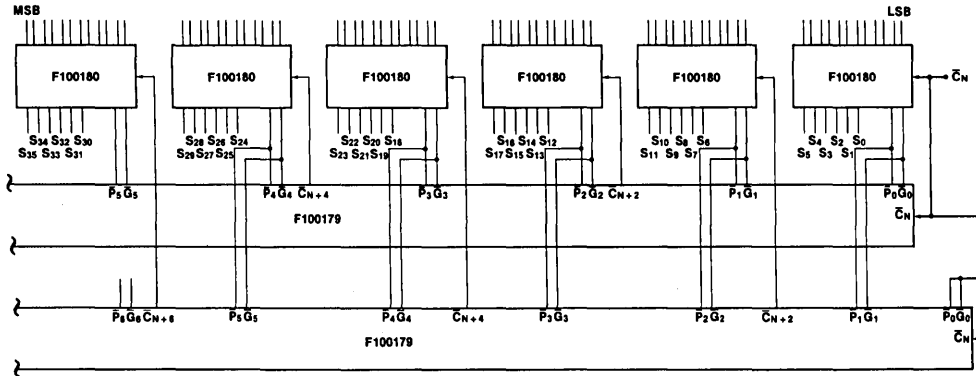 MSB LSB
F100180 F100180 F100180 F100180 F100180 F100180 C̄N
S34 S32 S30 S28 S26 S24 S22 S20 S18 S16 S14 S12 S10 S8 S6 S4 S2 S0
S35 S33 S31 S29 S27 S25 S23 S21 S19 S17 S15 S13 S11 S9 S7 S5 S3 S1
P̄5 Ḡ5 P̄4 Ḡ4 C̄N+4 P̄3 Ḡ3 P̄2 Ḡ2 C̄N+2 P̄1 Ḡ1 P̄0 Ḡ0
F100179 C̄N
P̄6 Ḡ6 C̄N+6 P̄5 Ḡ5 P̄4 Ḡ4 C̄N+4 P̄3 Ḡ3 P̄2 Ḡ2 C̄N+2 P̄1 Ḡ1 P̄0 Ḡ0
F100179 C̄N